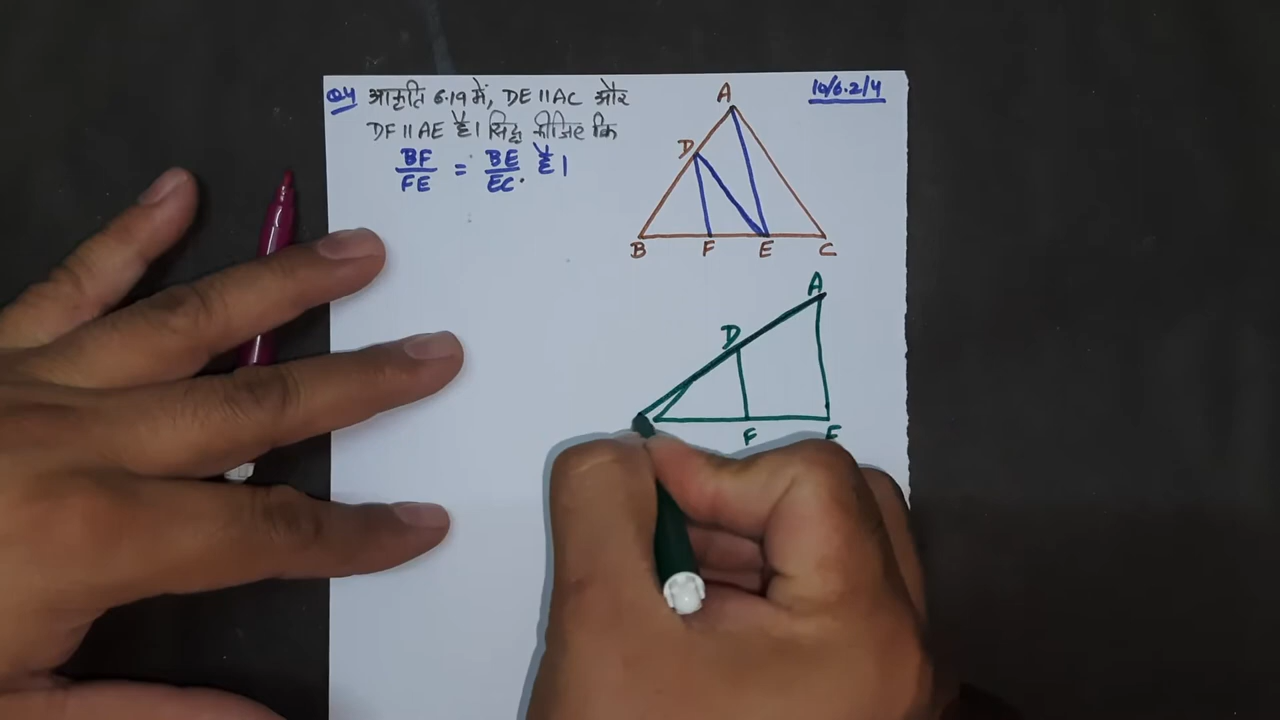 Q4 आकृति 6.19 में, DE || AC और
DF || AE है। सिद्ध कीजिए कि
BF/FE = BE/EC है।
10/6.2/4
A
D
B F E C
A
D
F E